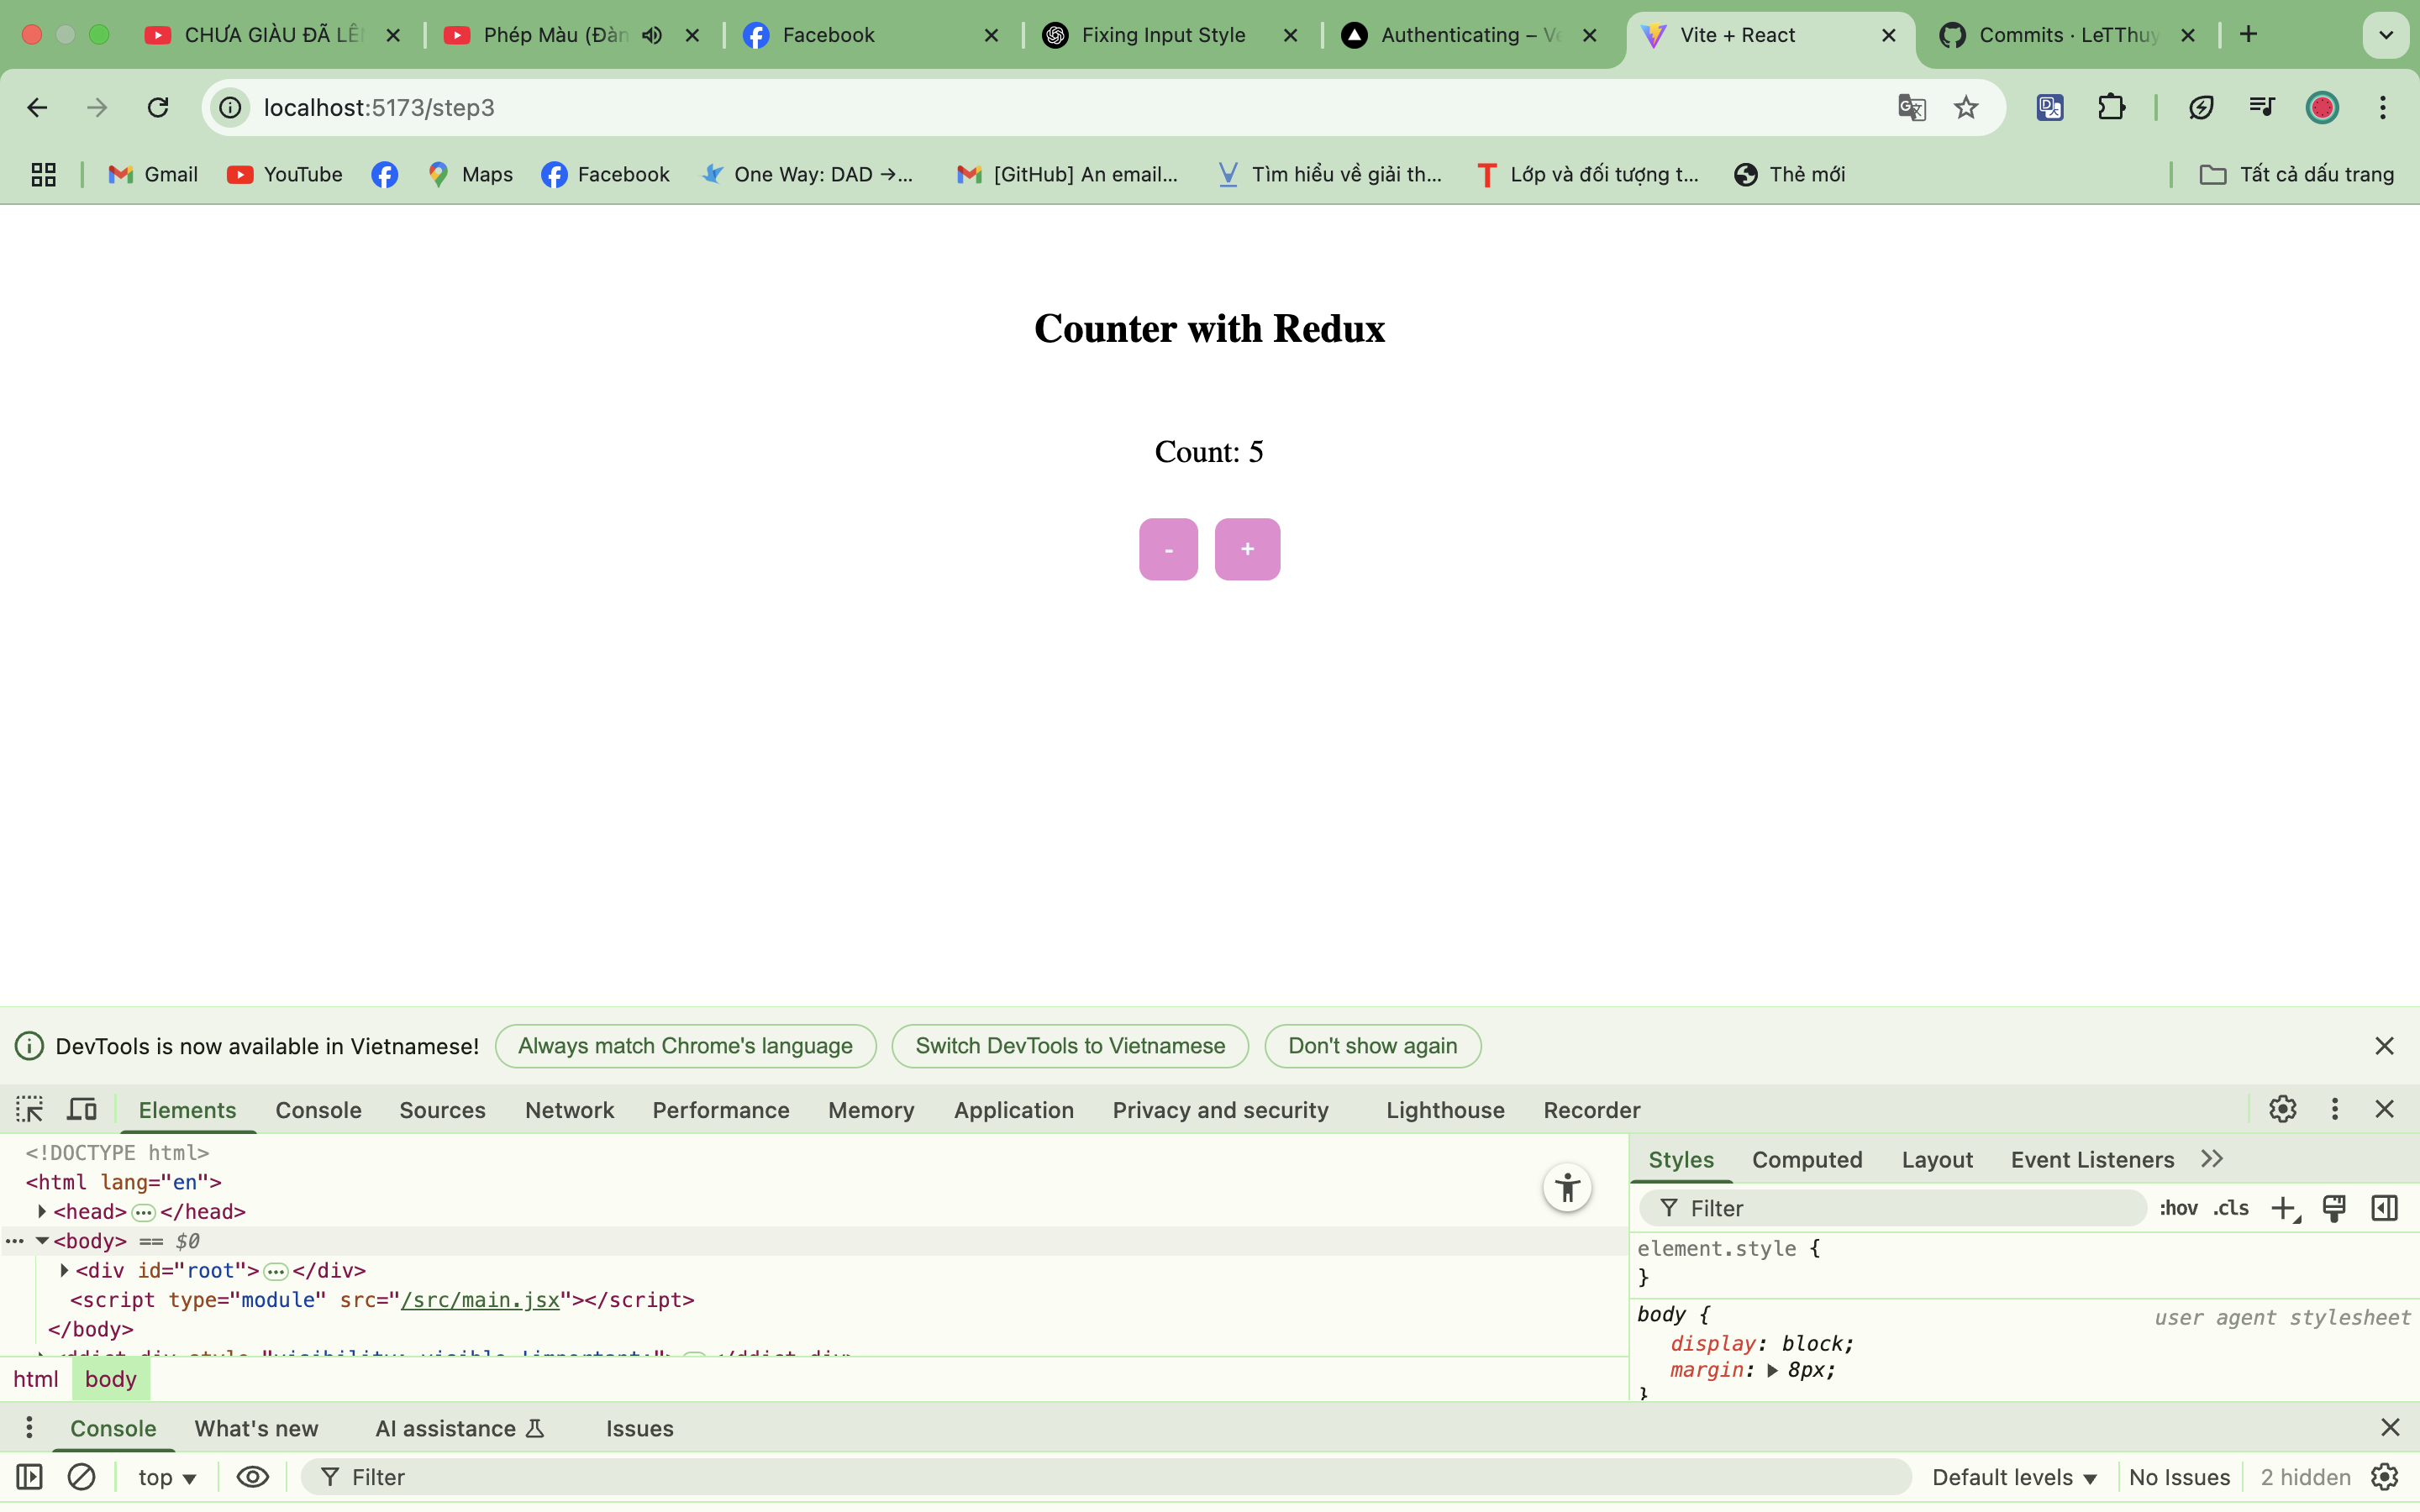 CHƯA GIÀU ĐÃ LÊ
Phép Màu (Đàn
Facebook
Fixing Input Style
Authenticating – Ve
Vite + React
Commits · LeTThuy
localhost:5173/step3
Gmail
YouTube
Maps
Facebook
One Way: DAD →...
[GitHub] An email...
Tìm hiểu về giải th...
Lớp và đối tượng t...
Thẻ mới
Tất cả dấu trang
Counter with Redux
Count: 5
- +
DevTools is now available in Vietnamese!
Always match Chrome's language
Switch DevTools to Vietnamese
Don't show again
Elements
Console
Sources
Network
Performance
Memory
Application
Privacy and security
Lighthouse
Recorder
<!DOCTYPE html>
<html lang="en">
<head>…</head>
<body> == $0
<div id="root">…</div>
<script type="module" src="/src/main.jsx"></script>
</body>
html
body
Styles
Computed
Layout
Event Listeners
Filter
:hov
.cls
element.style {
}
body {
user agent stylesheet
display: block;
margin: 8px;
}
Console
What's new
AI assistance
Issues
top
Filter
Default levels
No Issues
2 hidden